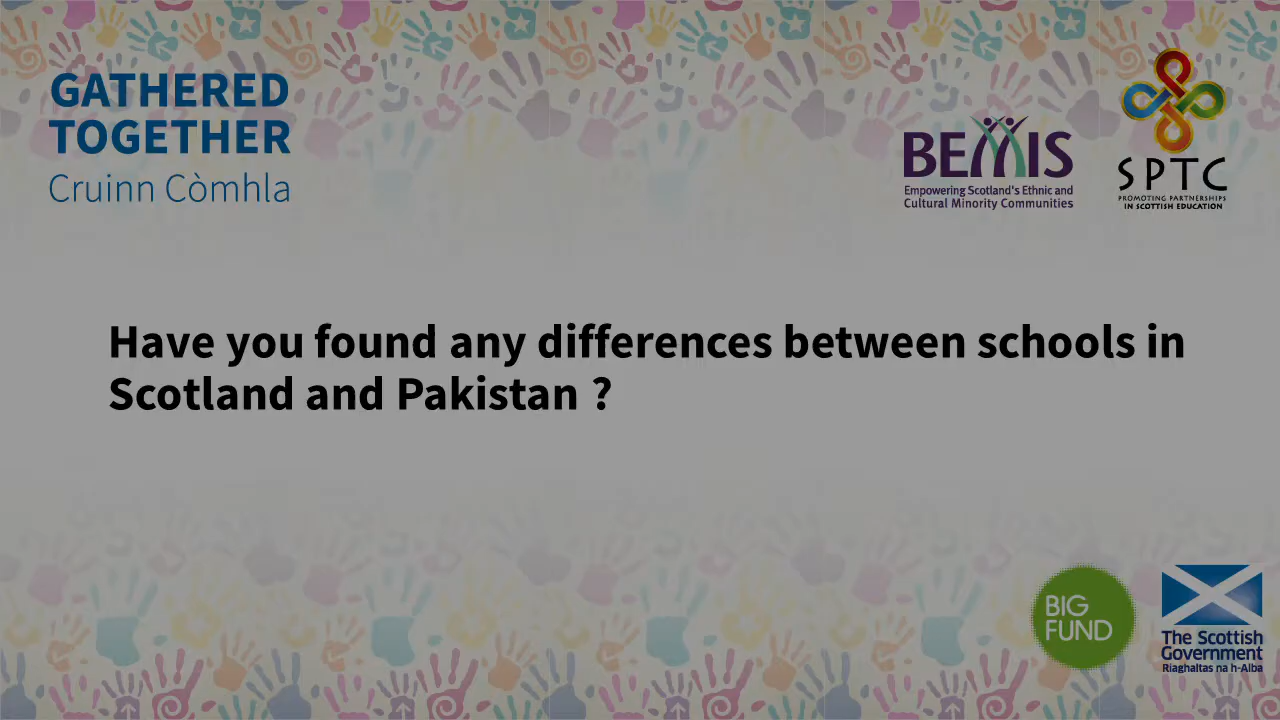 GATHERED
TOGETHER
Cruinn Còmhla
BEMIS
Empowering Scotland's Ethnic and
Cultural Minority Communities
SPTC
PROMOTING PARTNERSHIPS
IN SCOTTISH EDUCATION
Have you found any differences between schools in
Scotland and Pakistan ?
BIG
FUND
The Scottish
Government
Riaghaltas na h-Alba